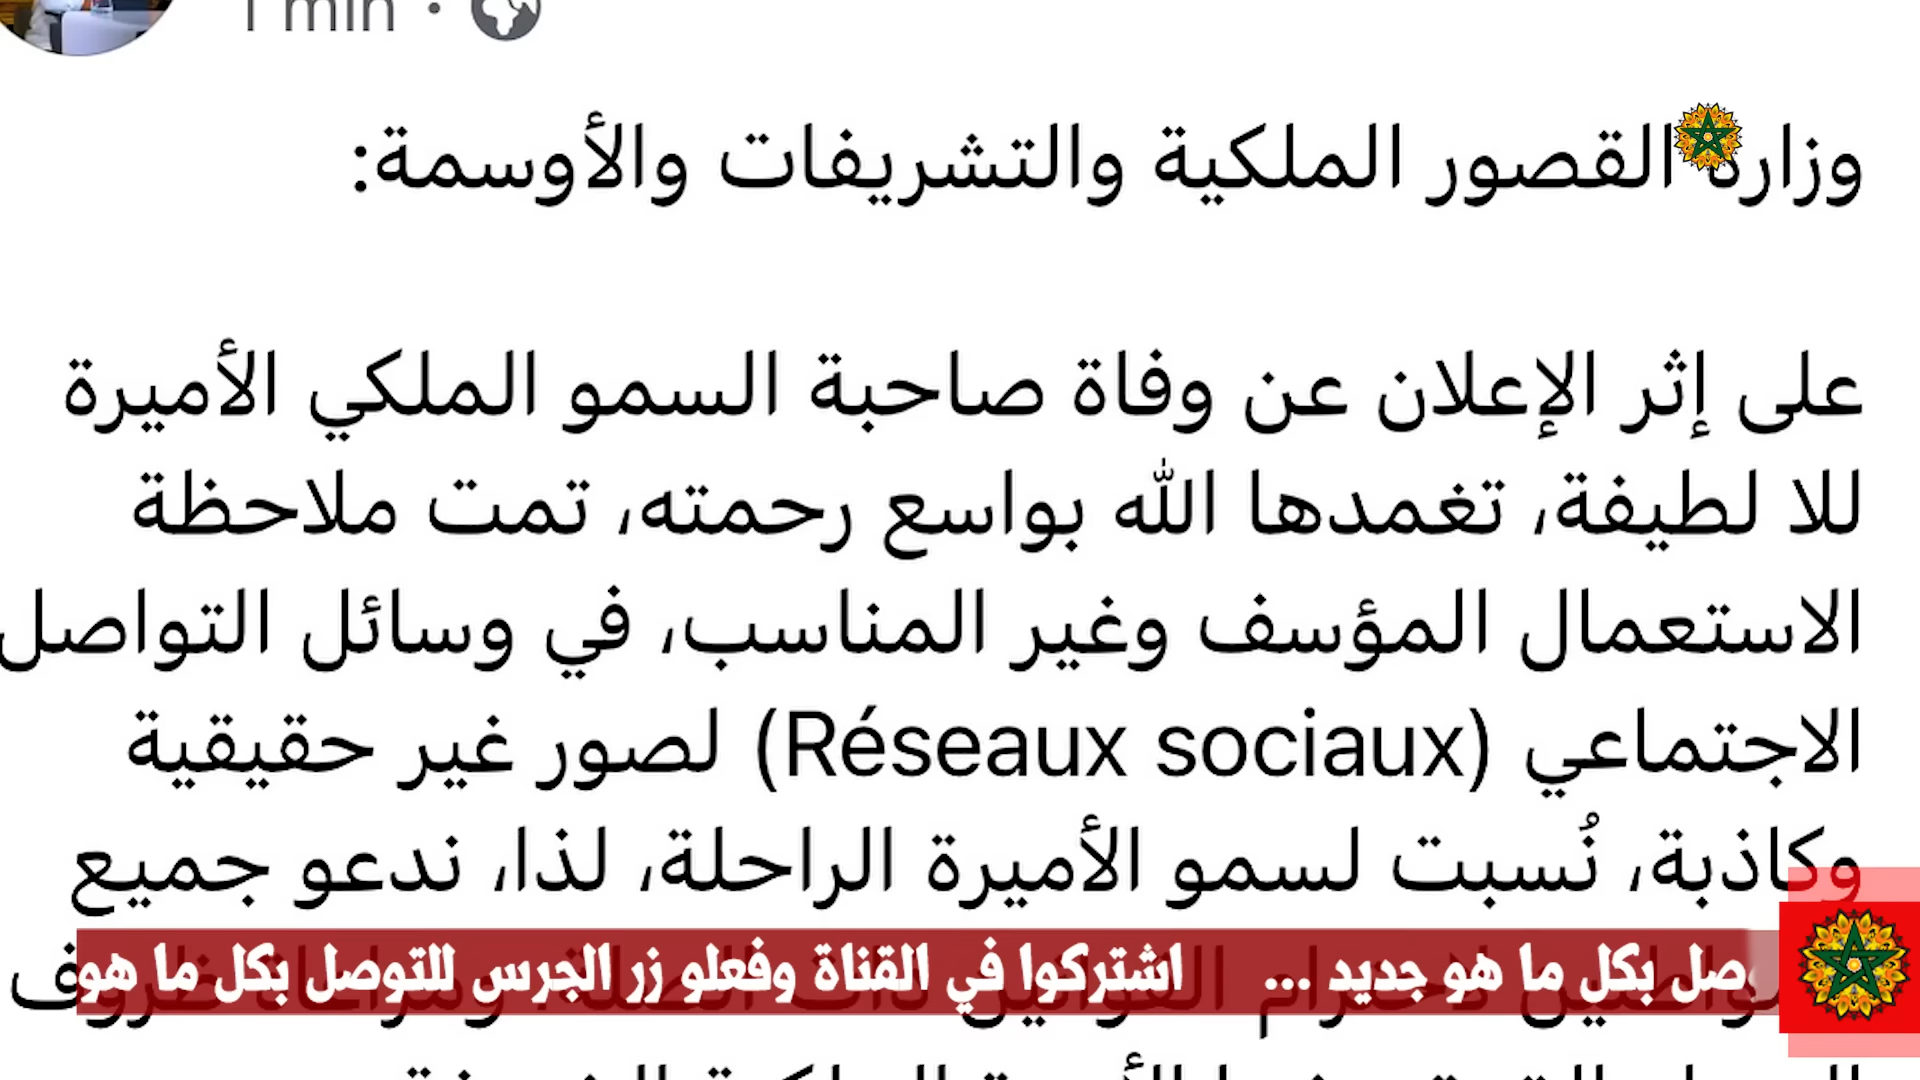 1 min
وزارة القصور الملكية والتشريفات والأوسمة:
على إثر الإعلان عن وفاة صاحبة السمو الملكي الأميرة
للا لطيفة، تغمدها الله بواسع رحمته، تمت ملاحظة
الاستعمال المؤسف وغير المناسب، في وسائل التواصل
الاجتماعي (Réseaux sociaux) لصور غير حقيقية
وكاذبة، نُسبت لسمو الأميرة الراحلة، لذا، ندعو جميع
بكل ما هو جديد ... اشتركوا في القناة وفعلو زر الجرس للتوصل بكل ما هو